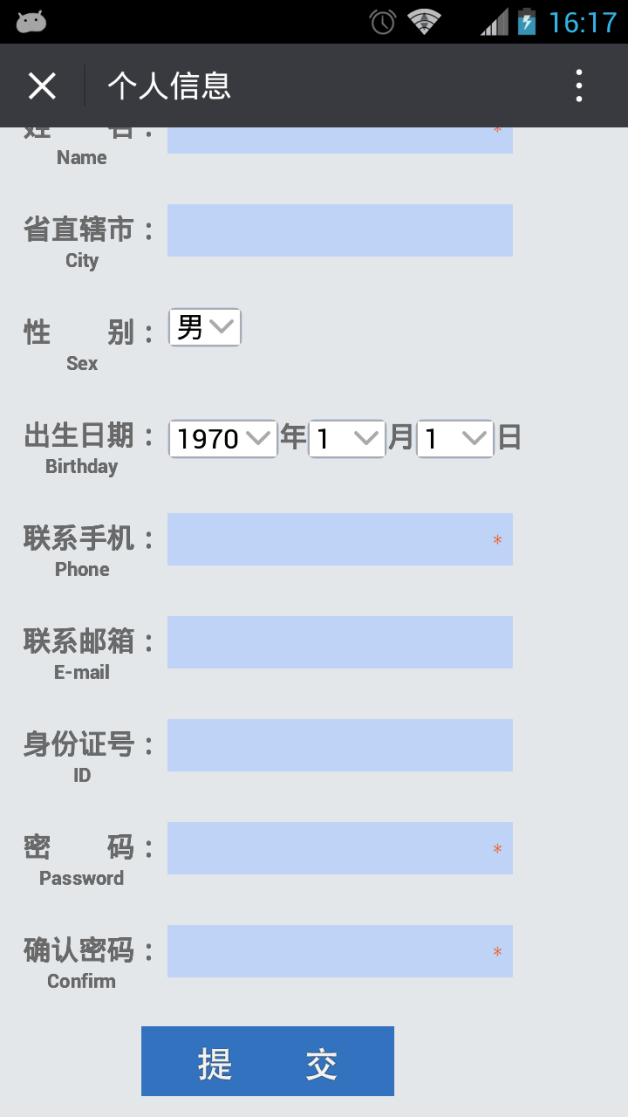 16:17
个人信息
姓 名： *
Name
省直辖市：
City
性 别： 男
Sex
出生日期： 1970 年 1 月 1 日
Birthday
联系手机： *
Phone
联系邮箱：
E-mail
身份证号：
ID
密 码： *
Password
确认密码： *
Confirm
提 交